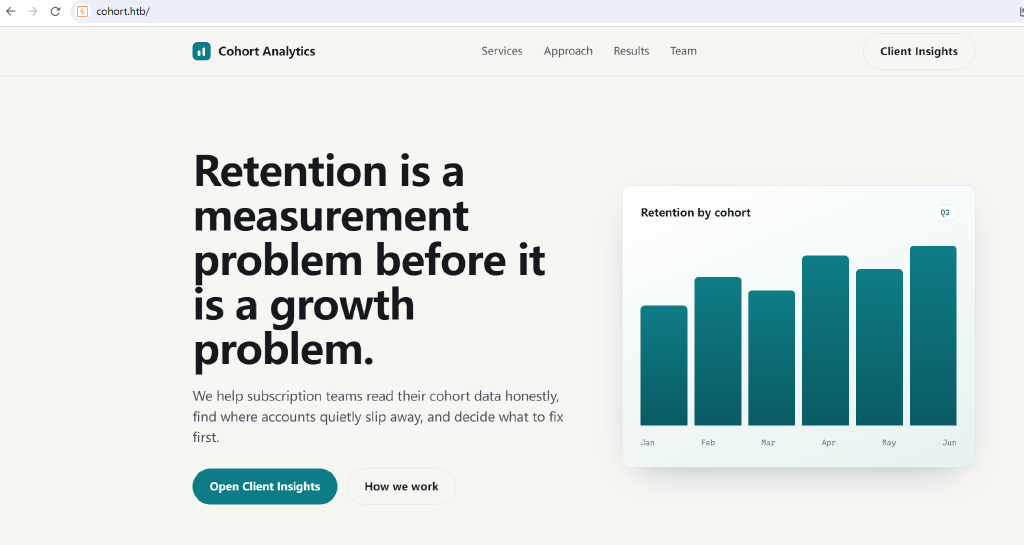 cohort.htb/
Cohort Analytics
Services
Approach
Results
Team
Client Insights
Retention is a
measurement
problem before it
is a growth
problem.
We help subscription teams read their cohort data honestly,
find where accounts quietly slip away, and decide what to fix
first.
Open Client Insights
How we work
Retention by cohort
Q2
Jan
Feb
Mar
Apr
May
Jun